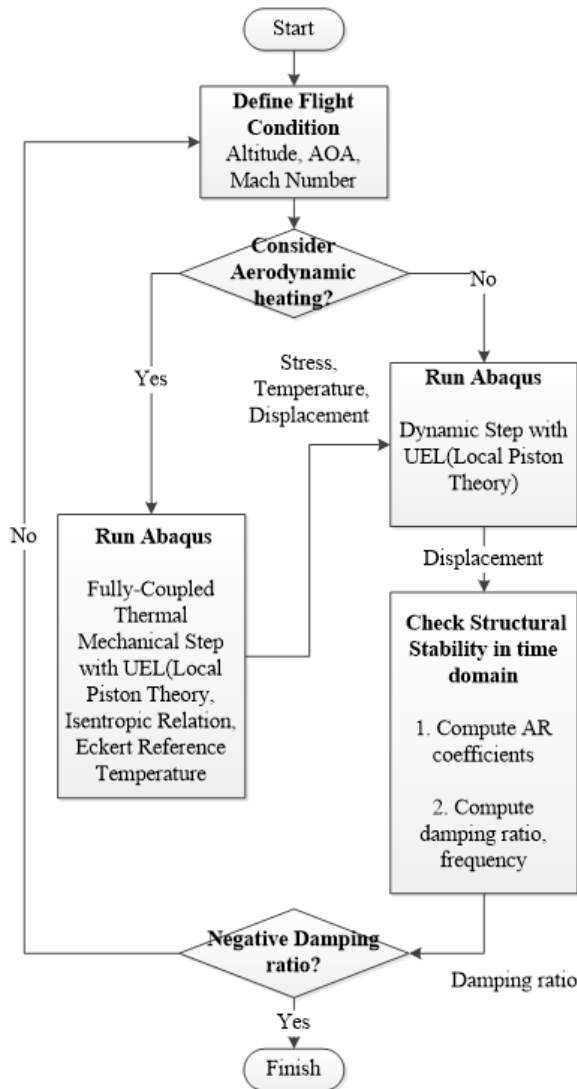 Start
Define Flight
Condition
Altitude, AOA,
Mach Number
Consider
Aerodynamic
heating?
No
Yes
Stress,
Temperature,
Displacement
Run Abaqus
Dynamic Step with
UEL(Local Piston
Theory)
No
Run Abaqus
Fully-Coupled
Thermal
Mechanical Step
with UEL(Local
Piston Theory,
Isentropic Relation,
Eckert Reference
Temperature
Displacement
Check Structural
Stability in time
domain
1. Compute AR
coefficients
2. Compute
damping ratio,
frequency
Negative Damping
ratio?
Damping ratio
Yes
Finish